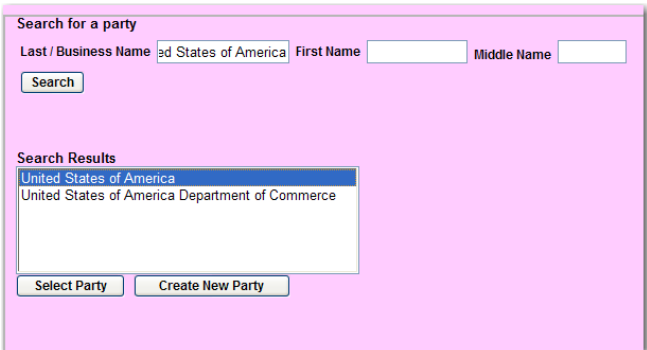 Search for a party
Last / Business Name ed States of America First Name Middle Name
Search
Search Results
United States of America
United States of America Department of Commerce
Select Party Create New Party